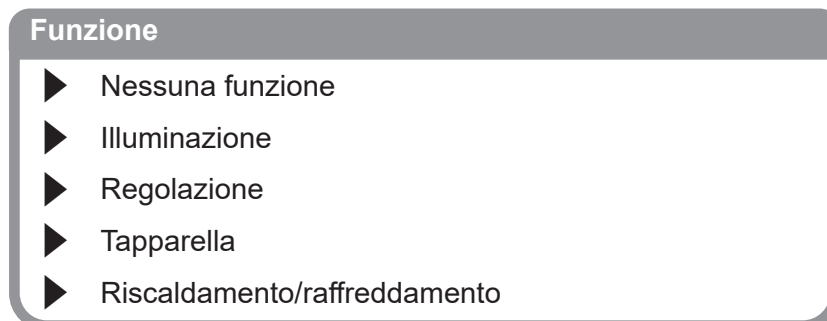 Funzione
Nessuna funzione
Illuminazione
Regolazione
Tapparella
Riscaldamento/raffreddamento